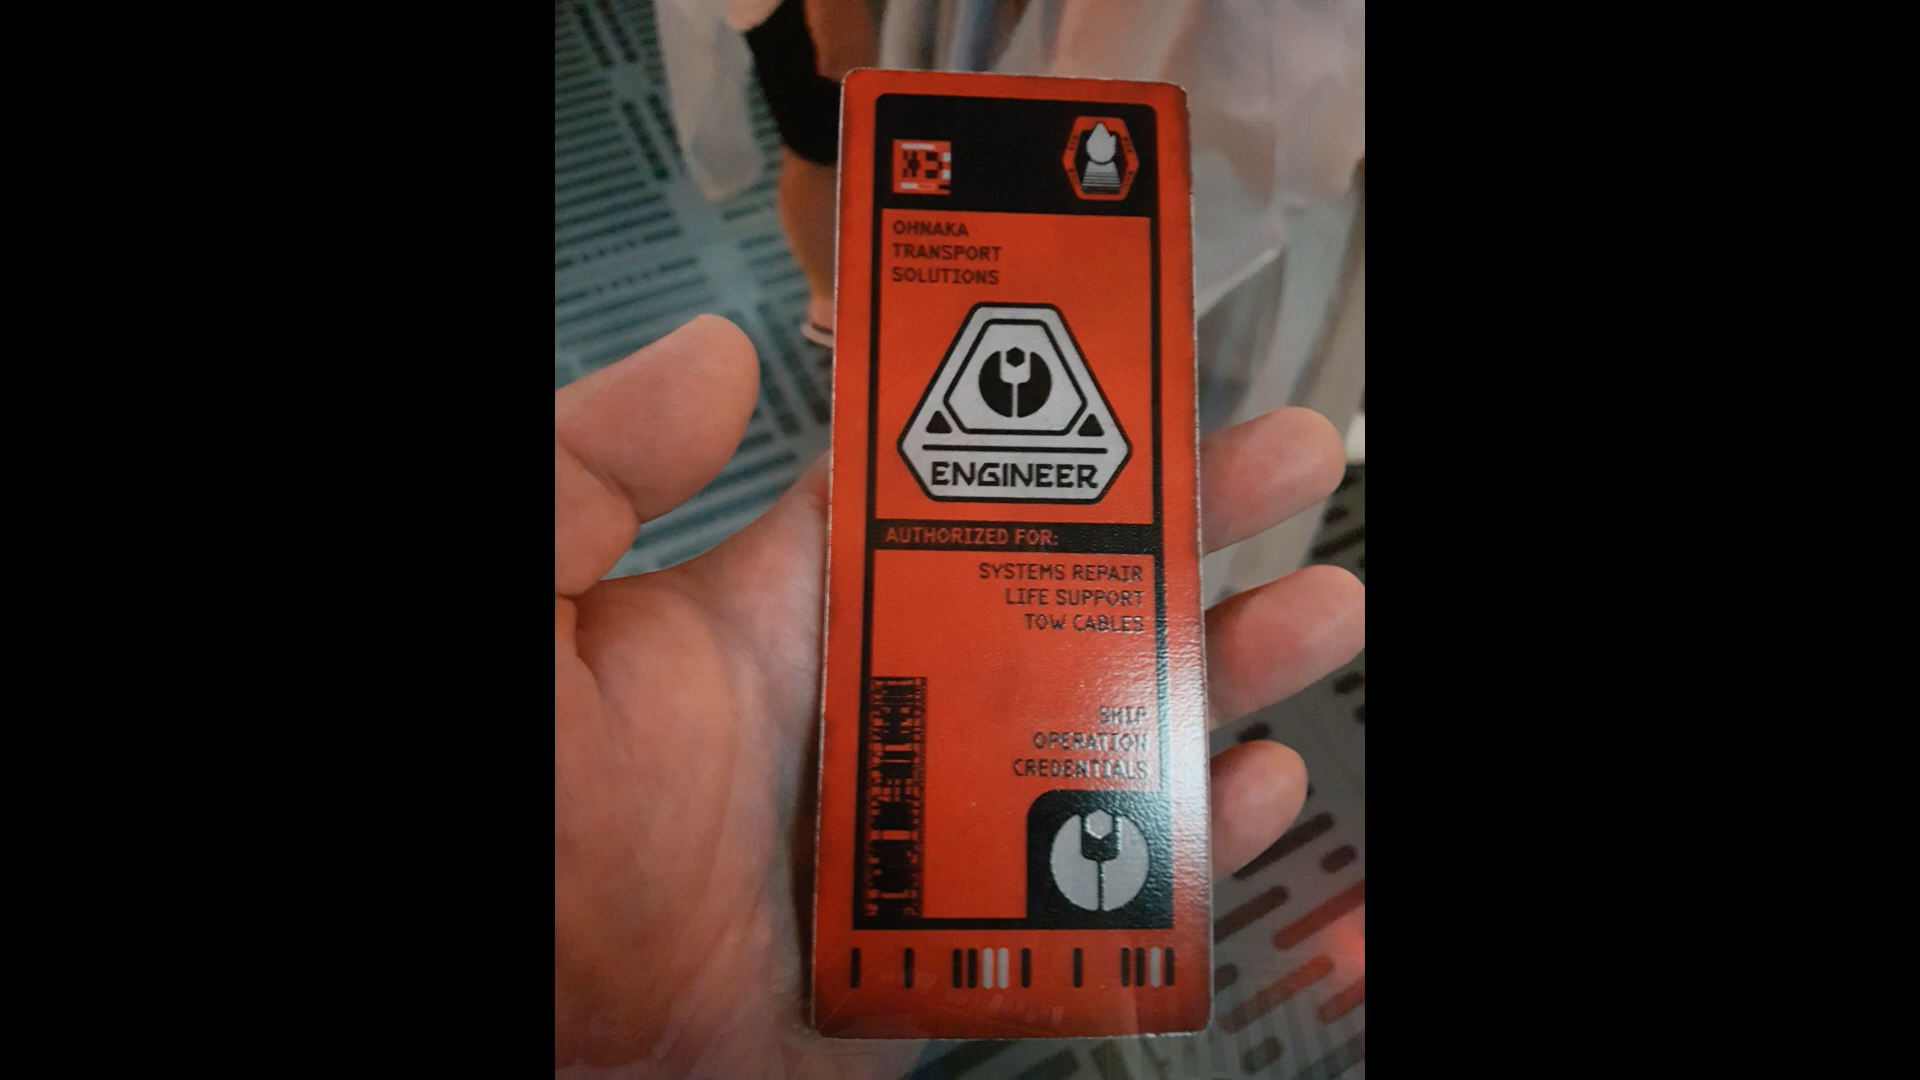 OHNAKA
TRANSPORT
SOLUTIONS
ENGINEER
AUTHORIZED FOR:
SYSTEMS REPAIR
LIFE SUPPORT
TOW CABLES
SHIP
OPERATION
CREDENTIALS